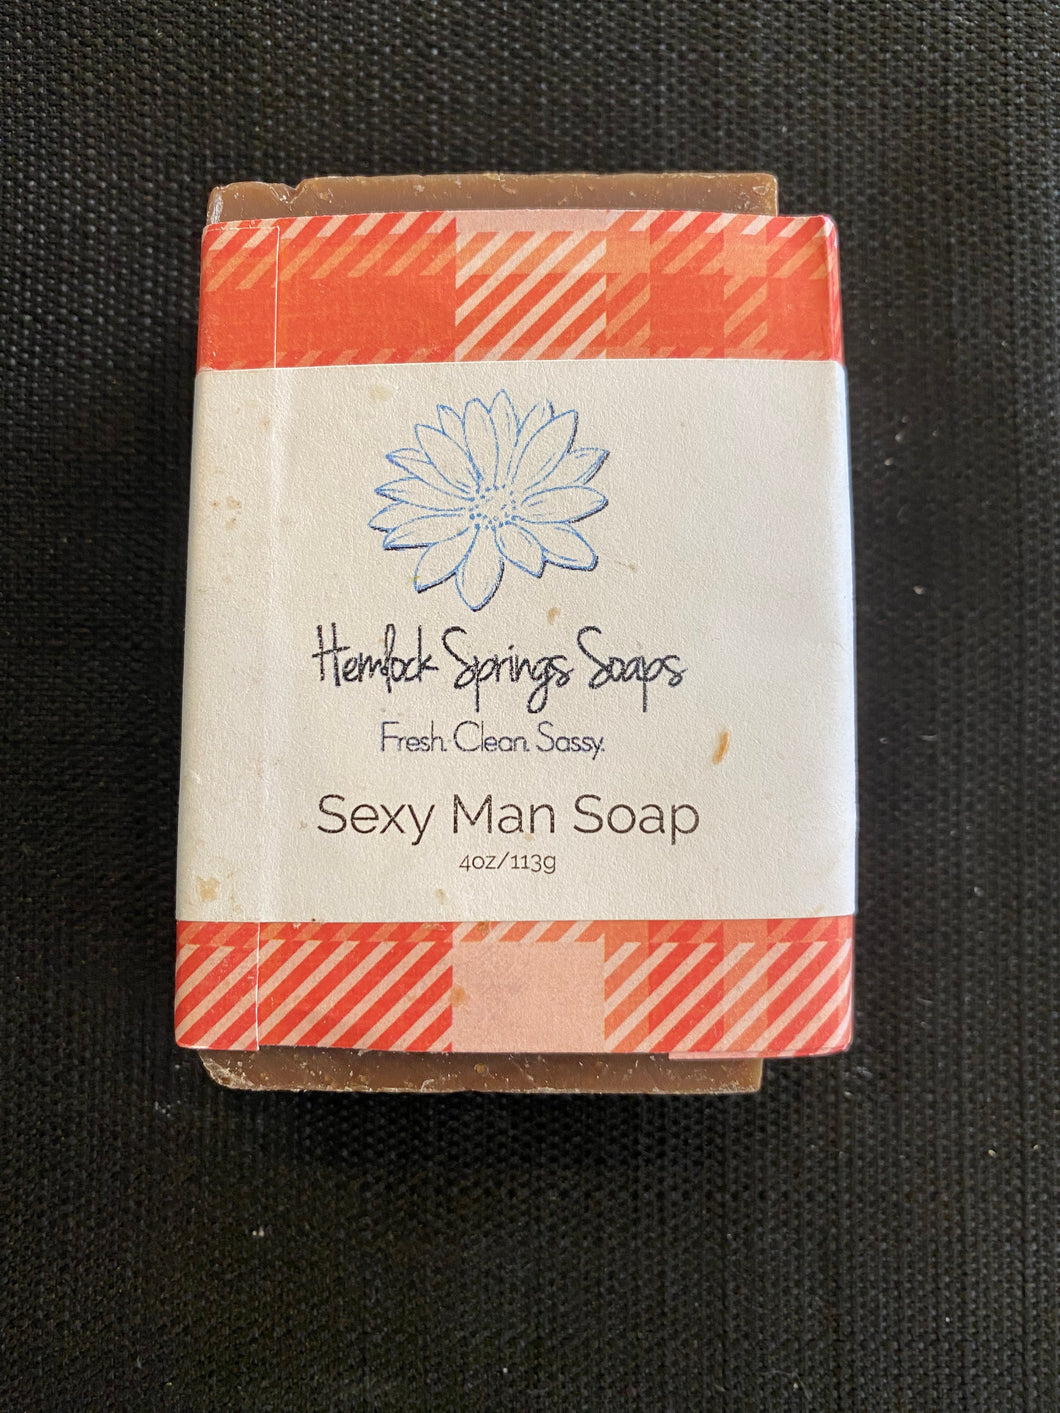 Hemlock Springs Soaps
Fresh. Clean. Sassy.
Sexy Man Soap
4oz/113g